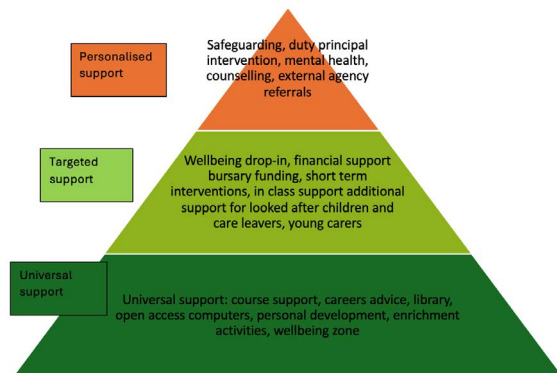 Personalised
support
Safeguarding, duty principal
intervention, mental health,
counselling, external agency
referrals
Targeted
support
Wellbeing drop-in, financial support
bursary funding, short term
interventions, in class support additional
support for looked after children and
care leavers, young carers
Universal
support
Universal support: course support, careers advice, library,
open access computers, personal development, enrichment
activities, wellbeing zone